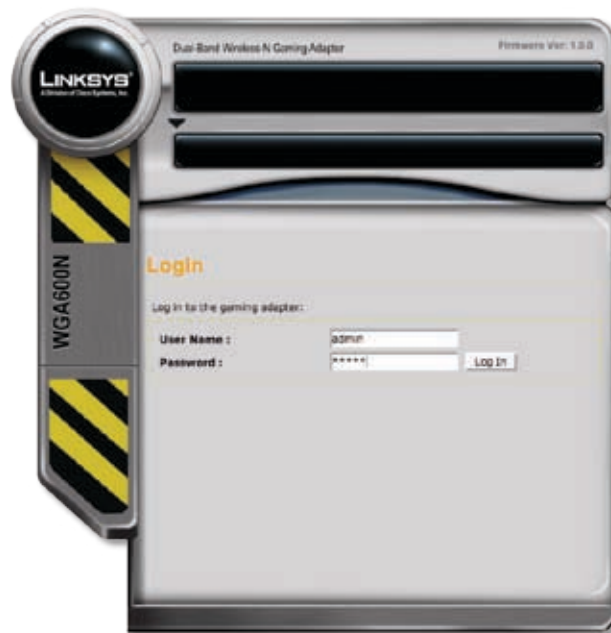 LINKSYS®
A Division of Cisco Systems, Inc.
Dual-Band Wireless-N Gaming Adapter
Firmware Ver: 1.0.0
WGA600N
Login
Log in to the gaming adapter:
User Name :
admin
Password :
*****
Log In